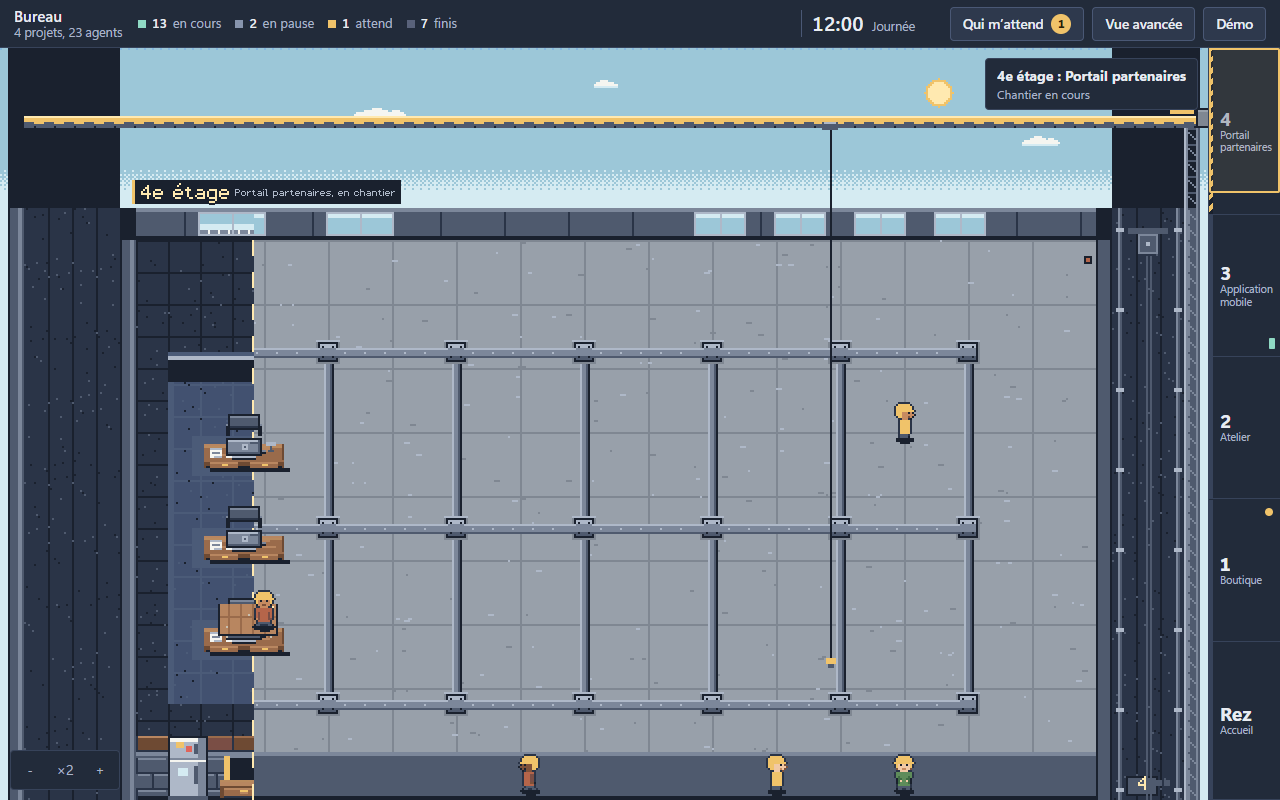 Bureau
4 projets, 23 agents
13 en cours
2 en pause
1 attend
7 finis
12:00 Journée
Qui m'attend 1
Vue avancée
Démo
4e étage : Portail partenaires
Chantier en cours
4e étage Portail partenaires, en chantier
4
Portail
partenaires
3
Application
mobile
2
Atelier
1
Boutique
Rez
Accueil
- ×2 +
4